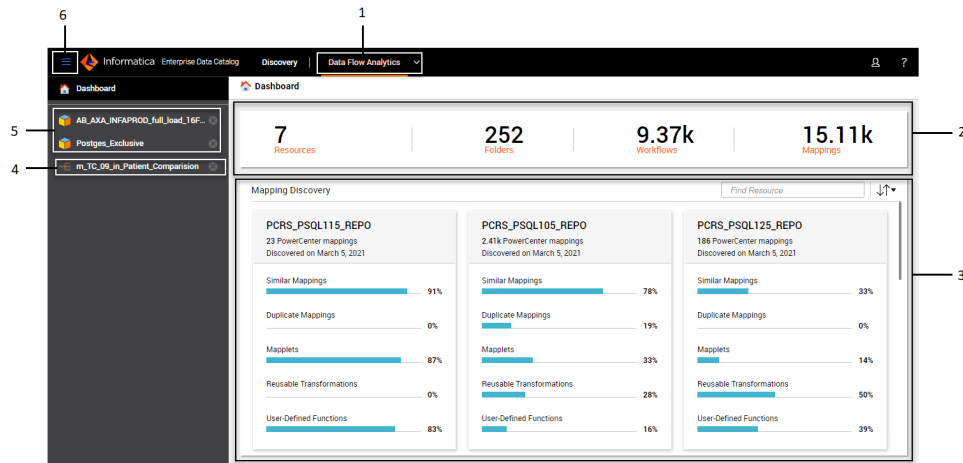 6
1
Informatica Enterprise Data Catalog Discovery | Data Flow Analytics ?
Dashboard
Dashboard
5
AB_AXA_INFAPROD_full_load_16F...
Postges_Exclusive
4
m_TC_09_in_Patient_Comparision
7
Resources
252
Folders
9.37k
Workflows
15.11k
Mappings
2
Mapping Discovery
Find Resource
3
PCRS_PSQL115_REPO
23 PowerCenter mappings
Discovered on March 5, 2021
Similar Mappings
91%
Duplicate Mappings
0%
Mapplets
87%
Reusable Transformations
0%
User-Defined Functions
83%
PCRS_PSQL105_REPO
2.41k PowerCenter mappings
Discovered on March 5, 2021
Similar Mappings
78%
Duplicate Mappings
19%
Mapplets
33%
Reusable Transformations
28%
User-Defined Functions
16%
PCRS_PSQL125_REPO
186 PowerCenter mappings
Discovered on March 5, 2021
Similar Mappings
33%
Duplicate Mappings
0%
Mapplets
14%
Reusable Transformations
50%
User-Defined Functions
39%